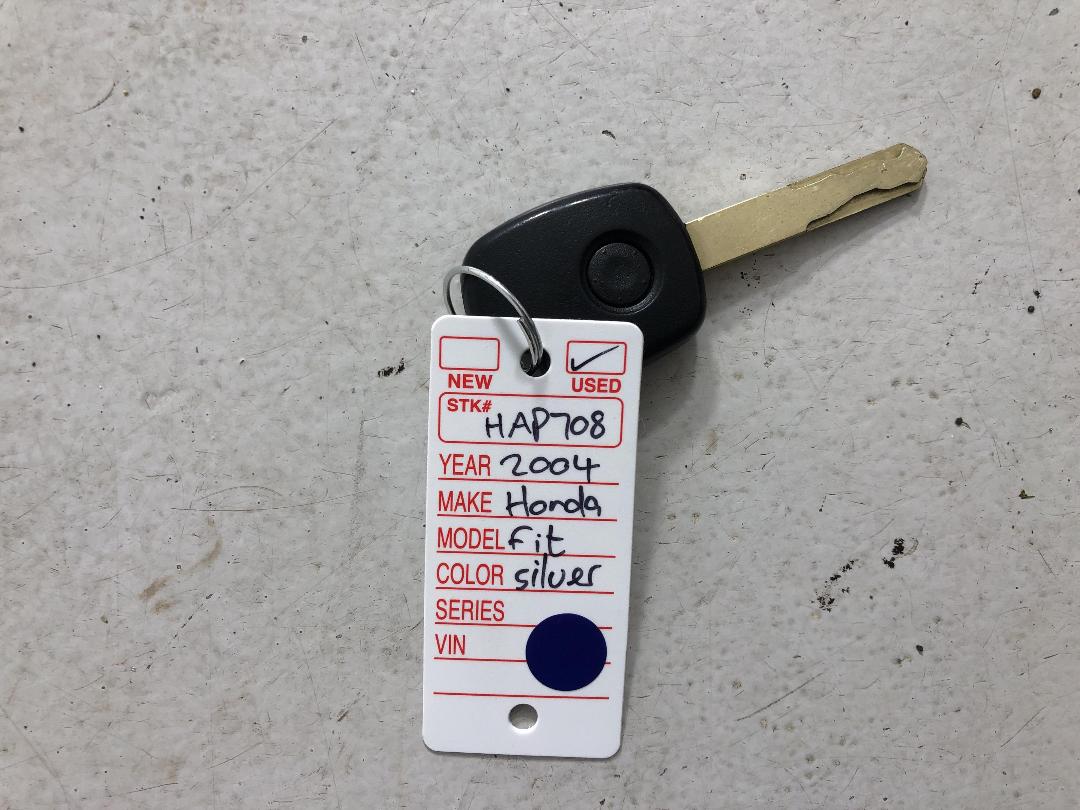 NEW USED
STK# HAP708
YEAR 2004
MAKE Honda
MODEL Fit
COLOR silver
SERIES
VIN